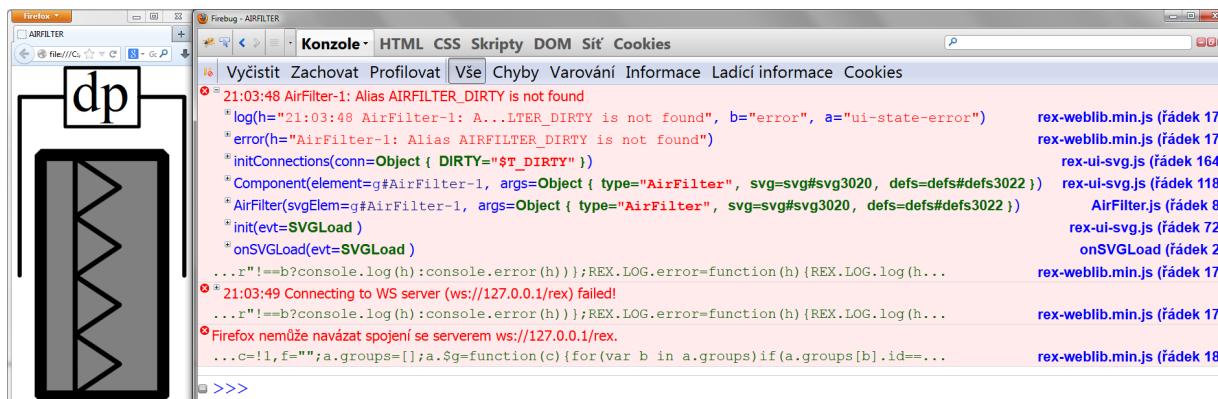 Firefox
AIRFILTER
file:///C:
Go
dp
Firebug - AIRFILTER
Konzole HTML CSS Skripty DOM Síť Cookies
Vyčistit Zachovat Profilovat Vše Chyby Varování Informace Ladící informace Cookies
21:03:48 AirFilter-1: Alias AIRFILTER_DIRTY is not found
log(h="21:03:48 AirFilter-1: A...LTER_DIRTY is not found", b="error", a="ui-state-error") rex-weblib.min.js (řádek 17
error(h="AirFilter-1: Alias AIRFILTER_DIRTY is not found") rex-weblib.min.js (řádek 17
initConnections(conn=Object { DIRTY="$T_DIRTY" }) rex-ui-svg.js (řádek 164
Component(element=g#AirFilter-1, args=Object { type="AirFilter", svg=svg#svg3020, defs=defs#defs3022 }) rex-ui-svg.js (řádek 118
AirFilter(svgElem=g#AirFilter-1, args=Object { type="AirFilter", svg=svg#svg3020, defs=defs#defs3022 }) AirFilter.js (řádek 8
init(evt=SVGLoad ) rex-ui-svg.js (řádek 72
onSVGLoad(evt=SVGLoad ) onSVGLoad (řádek 2
...r"!==b?console.log(h):console.error(h))};REX.LOG.error=function(h){REX.LOG.log(h... rex-weblib.min.js (řádek 17
21:03:49 Connecting to WS server (ws://127.0.0.1/rex) failed!
...r"!==b?console.log(h):console.error(h))};REX.LOG.error=function(h){REX.LOG.log(h... rex-weblib.min.js (řádek 17
Firefox nemůže navázat spojení se serverem ws://127.0.0.1/rex.
...c=!1,f="";a.groups=[];a.$g=function(c){for(var b in a.groups)if(a.groups[b].id==... rex-weblib.min.js (řádek 18
>>>